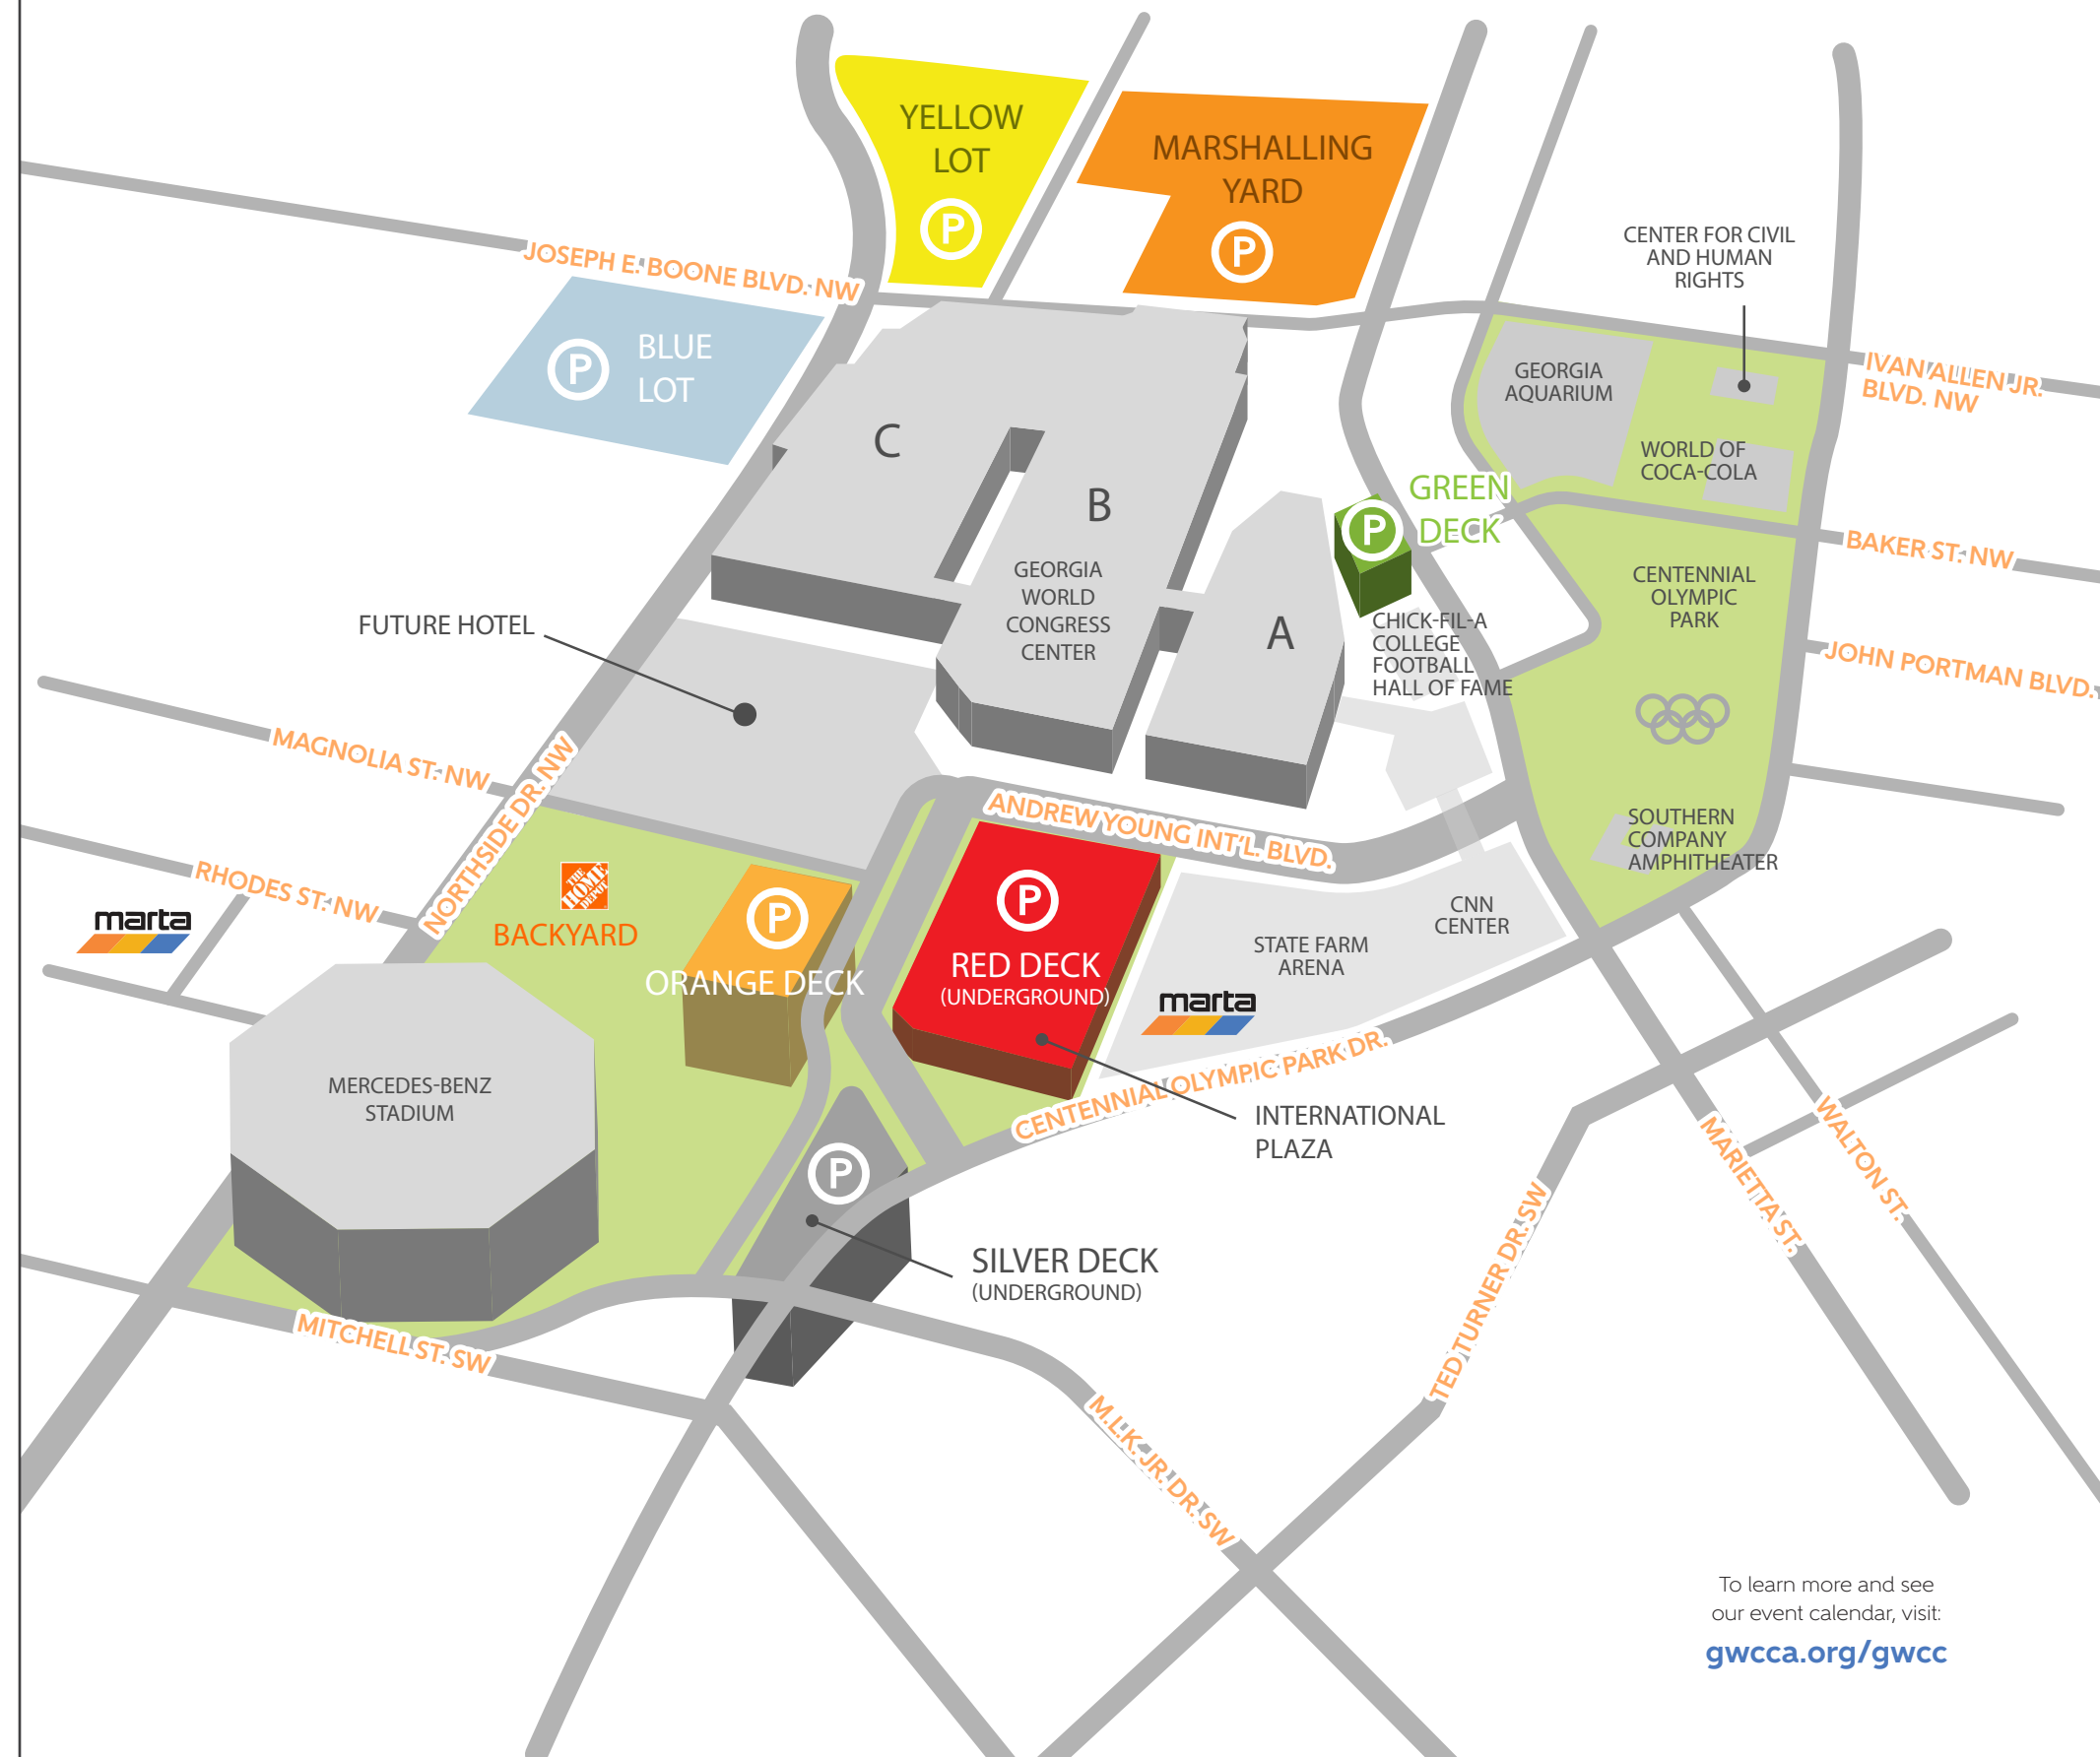 YELLOW
LOT
P
MARSHALLING
YARD
P
JOSEPH E. BOONE BLVD. NW
P
BLUE
LOT
CENTER FOR CIVIL
AND HUMAN
RIGHTS
GEORGIA
AQUARIUM
IVAN ALLEN JR.
BLVD. NW
WORLD OF
COCA-COLA
C
B
GREEN
DECK
P
BAKER ST. NW
GEORGIA
WORLD
CONGRESS
CENTER
A
CENTENNIAL
OLYMPIC
PARK
FUTURE HOTEL
CHICK-FIL-A
COLLEGE
FOOTBALL
HALL OF FAME
JOHN PORTMAN BLVD.
MAGNOLIA ST. NW
NORTHSIDE DR. NW
ANDREW YOUNG INT'L. BLVD.
SOUTHERN
COMPANY
AMPHITHEATER
RHODES ST. NW
marta
THE
HOME
DEPOT
BACKYARD
P
ORANGE DECK
P
RED DECK
(UNDERGROUND)
CNN
CENTER
STATE FARM
ARENA
marta
CENTENNIAL OLYMPIC PARK DR.
MERCEDES-BENZ
STADIUM
INTERNATIONAL
PLAZA
P
SILVER DECK
(UNDERGROUND)
MARIETTA ST.
WALTON ST.
TED TURNER DR. SW
MITCHELL ST. SW
M.L.K. JR. DR. SW
To learn more and see
our event calendar, visit:
gwcca.org/gwcc